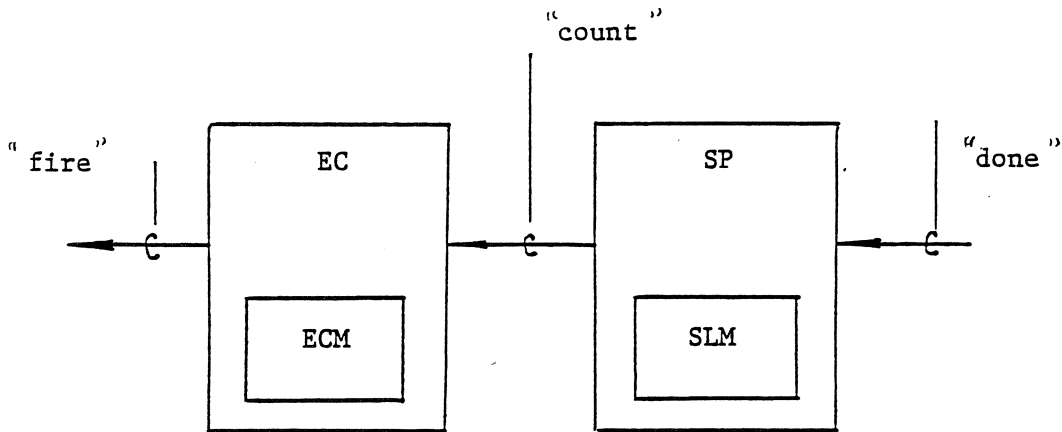 "count"
"fire"
EC
SP
"done"
ECM
SLM